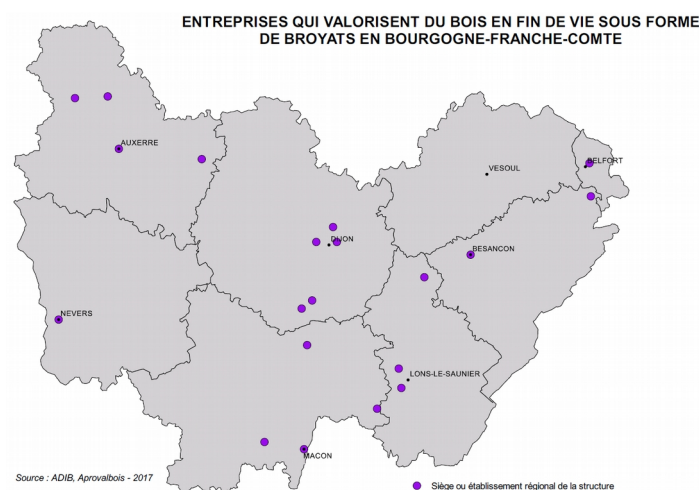 ENTREPRISES QUI VALORISENT DU BOIS EN FIN DE VIE SOUS FORME
DE BROYATS EN BOURGOGNE-FRANCHE-COMTE
AUXERRE
BELFORT
VESOUL
DIJON
BESANCON
NEVERS
LONS-LE-SAUNIER
MACON
Source : ADIB, Aprovalbois - 2017
Siège ou établissement régional de la structure